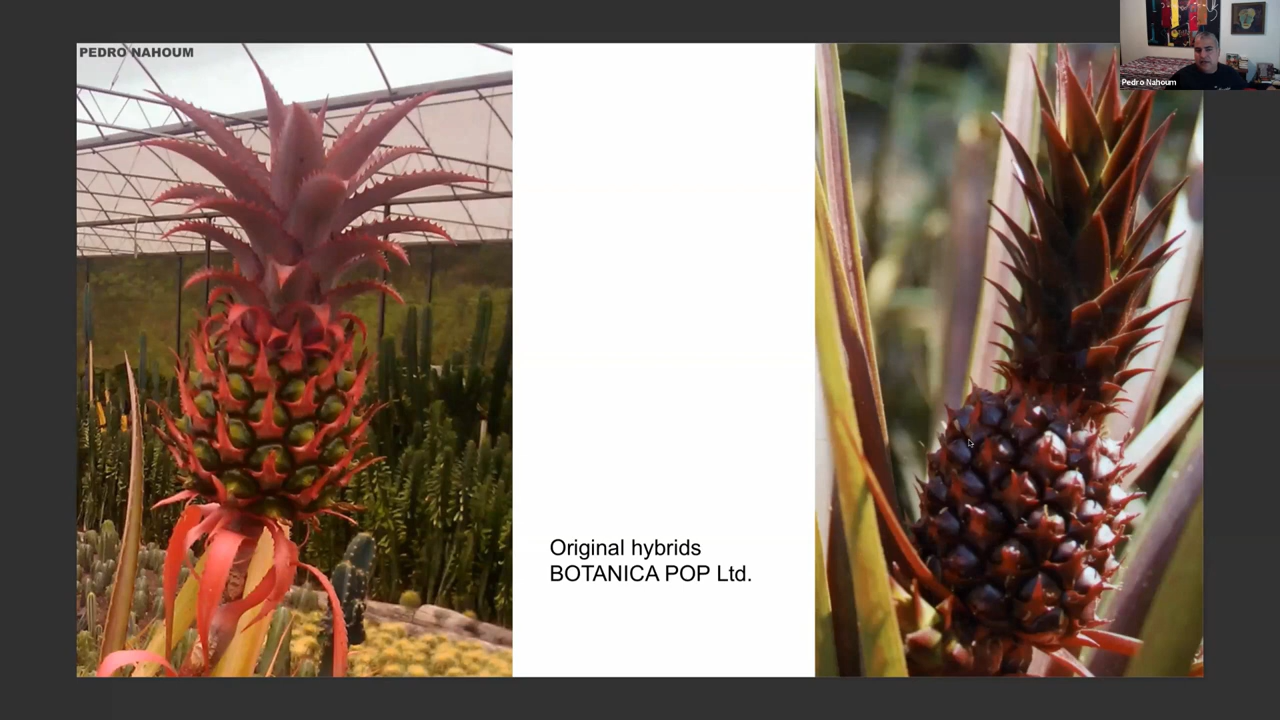 PEDRO NAHOUM
Pedro Nahoum
Original hybrids
BOTANICA POP Ltd.